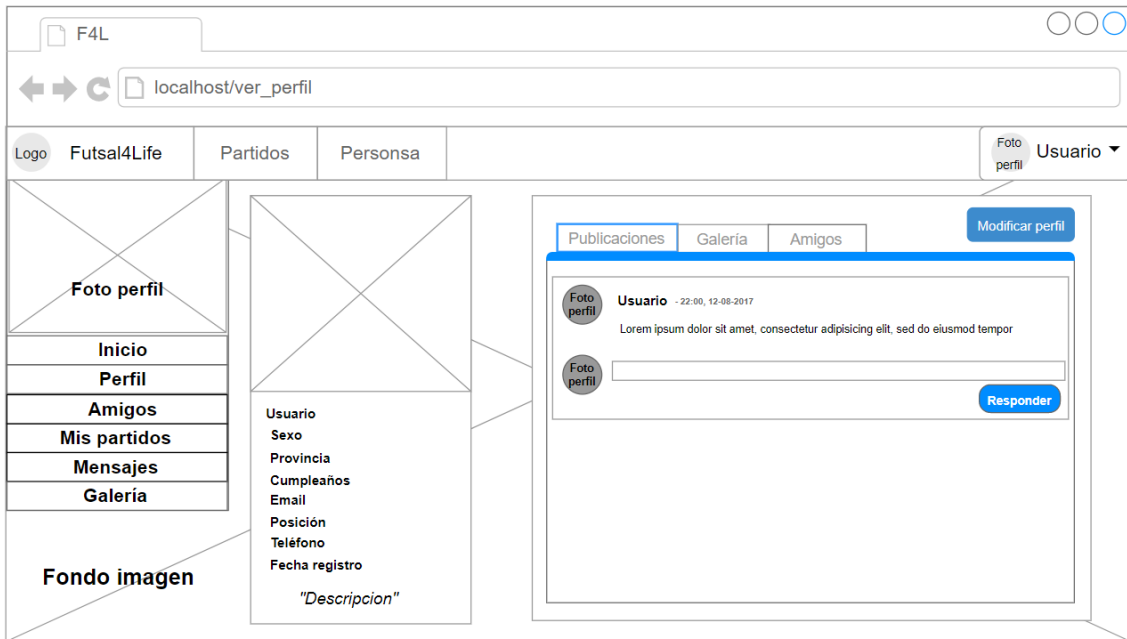 F4L
localhost/ver_perfil
Logo Futsal4Life Partidos Personsa Foto perfil Usuario
Foto perfil
Inicio
Perfil
Amigos
Mis partidos
Mensajes
Galería
Fondo imagen
Usuario
Sexo
Provincia
Cumpleaños
Email
Posición
Teléfono
Fecha registro
"Descripcion"
Modificar perfil
Publicaciones Galería Amigos
Foto
perfil
Usuario - 22:00, 12-08-2017
Lorem ipsum dolor sit amet, consectetur adipisicing elit, sed do eiusmod tempor
Foto
perfil
Responder